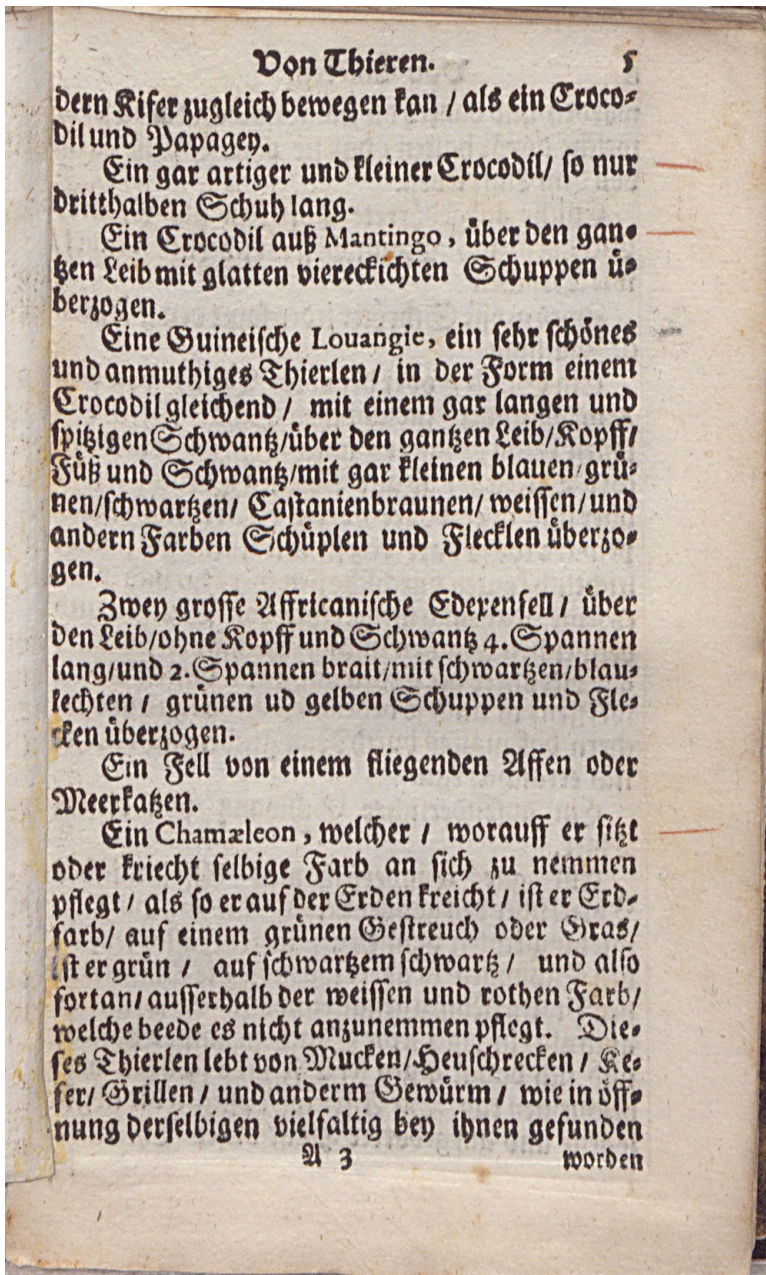 Von Thieren. 5
dern Kifer zugleich bewegen kan / als ein Croco-
dil und Papagey.
Ein gar artiger und kleiner Crocodil / so nur
dritthalben Schuh lang.
Ein Crocodil auß Mantingo, über den gan-
tzen Leib mit glatten viereckichten Schuppen ü-
berzogen.
Eine Guineische Louangie, ein sehr schönes
und anmuthiges Thierlen / in der Form einem
Crocodil gleichend / mit einem gar langen und
spitzigen Schwantz / über den gantzen Leib / Kopff /
Füß und Schwantz / mit gar kleinen blauen / grü-
nen / schwartzen / Castanienbraunen / weissen / und
andern Farben Schüplen und Flecklen überzo-
gen.
Zwey grosse Affricanische Edexenfell / über
den Leib / ohne Kopff und Schwantz 4. Spannen
lang / und 2. Spannen brait / mit schwartzen / blau-
lechten / grünen ud gelben Schuppen und Fle-
cken überzogen.
Ein Fell von einem fliegenden Affen oder
Meerkatzen.
Ein Chamæleon, welcher / worauff er sitzt
oder kriecht selbige Farb an sich zu nemmen
pflegt / als so er auf der Erden kreicht / ist er Erd-
farb / auf einem grünen Gestreuch oder Gras /
ist er grün / auf schwartzem schwartz / und also
fortan / ausserhalb der weissen und rothen Farb /
welche beede es nicht anzunemmen pflegt. Die-
ses Thierlen lebt von Mucken / Heuschrecken / Ke-
fer / Grillen / und anderm Gewürm / wie in öff-
nung derselbigen vielfaltig bey ihnen gefunden
A 3 worden